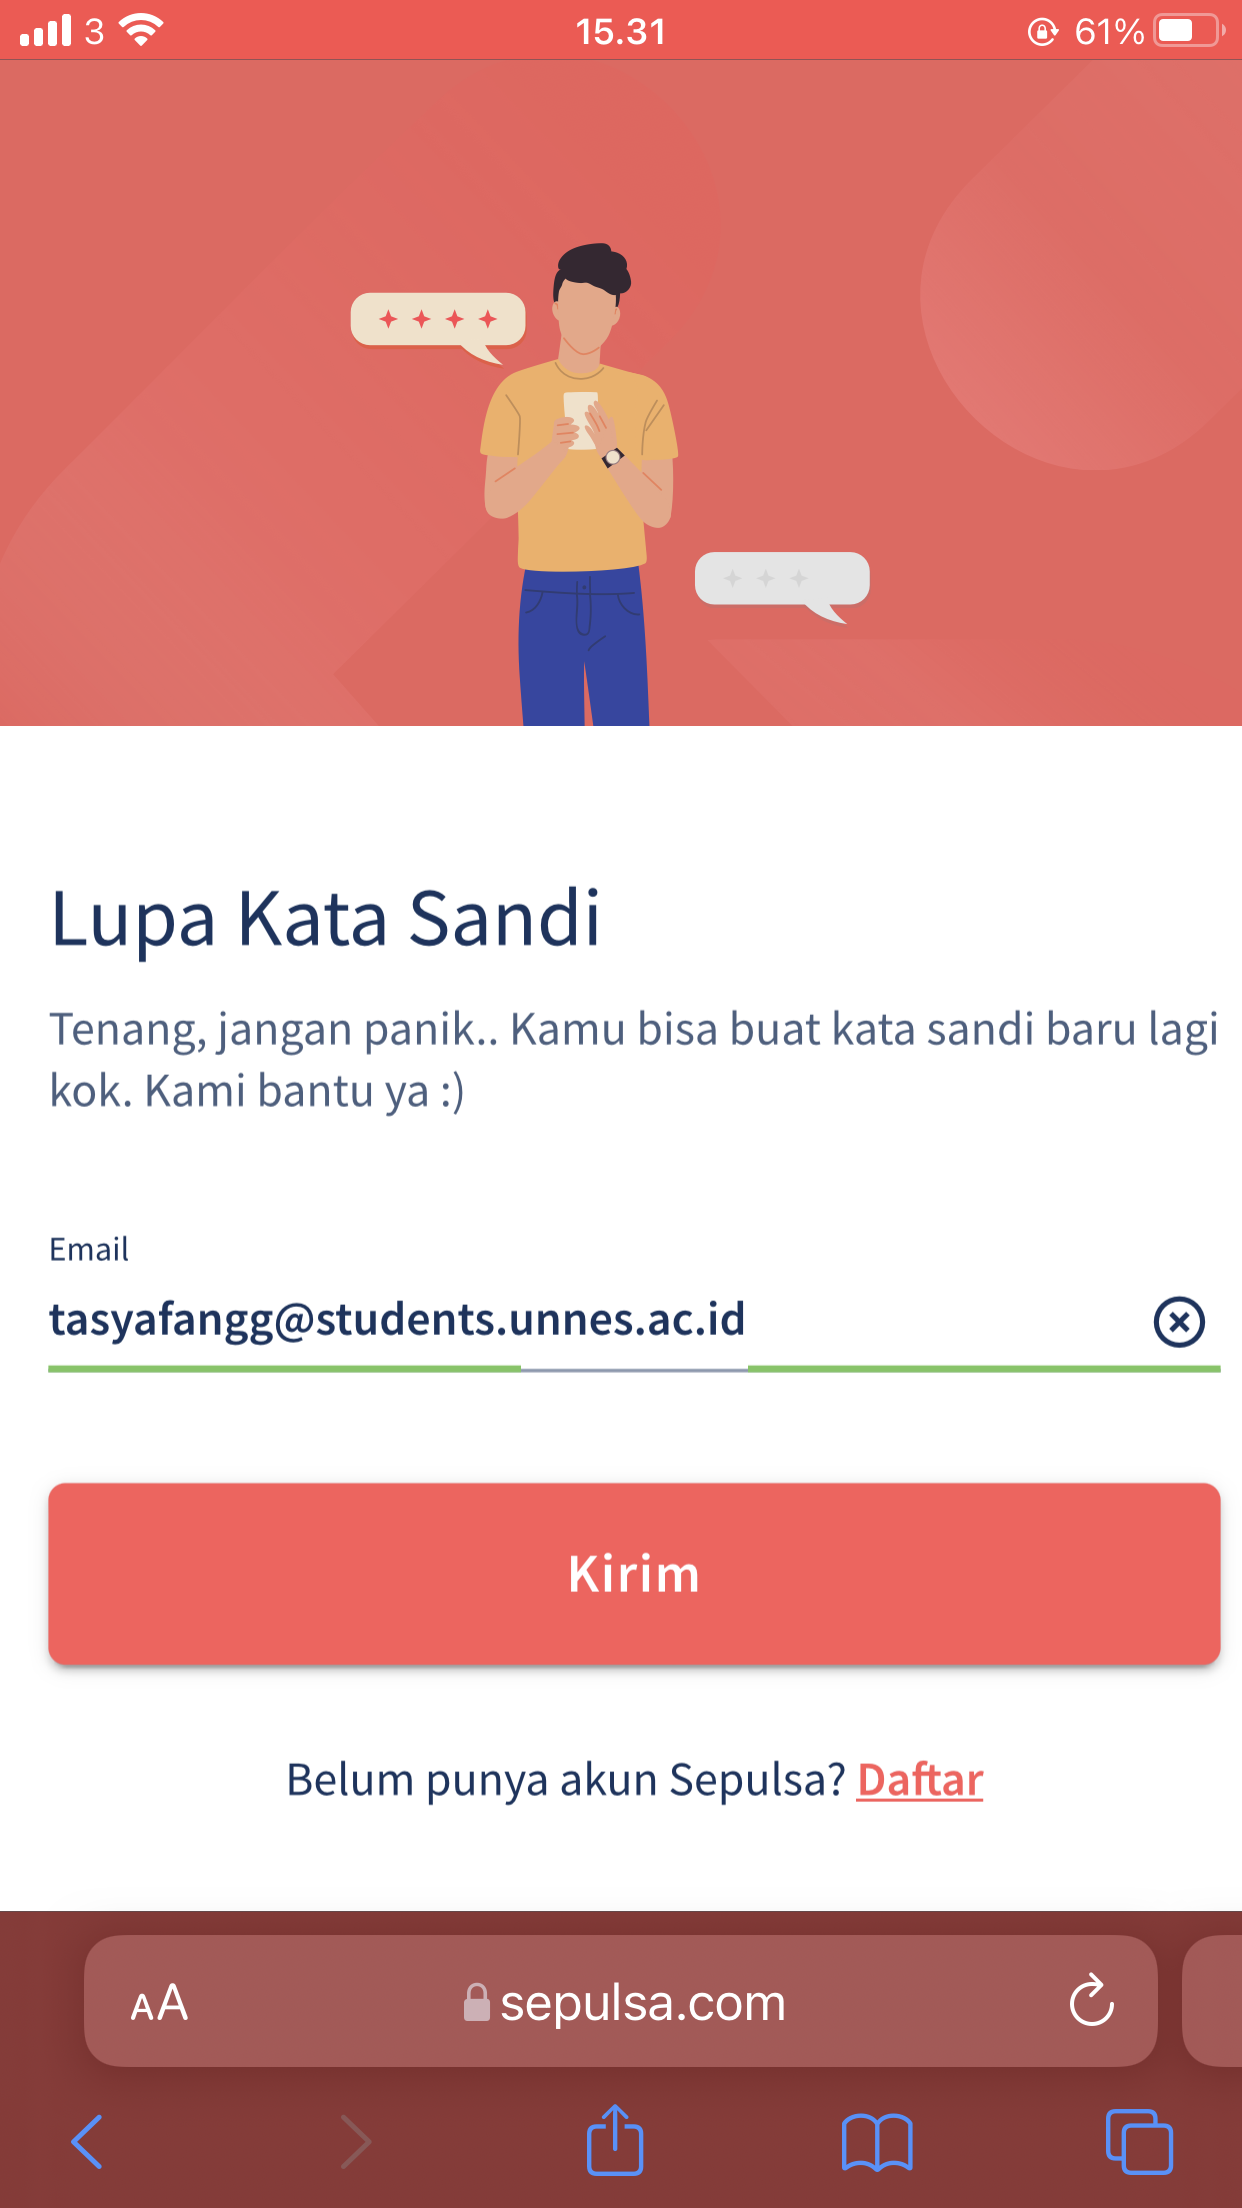 3 15.31 61%
Lupa Kata Sandi
Tenang, jangan panik.. Kamu bisa buat kata sandi baru lagi
kok. Kami bantu ya :)
Email
tasyafangg@students.unnes.ac.id
Kirim
Belum punya akun Sepulsa? Daftar
AA sepulsa.com